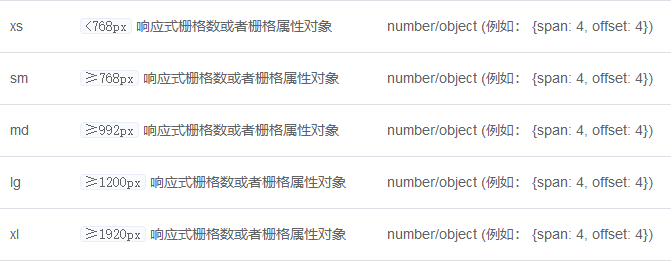 xs <768px 响应式栅格数或者栅格属性对象 number/object (例如： {span: 4, offset: 4})
sm ≥768px 响应式栅格数或者栅格属性对象 number/object (例如： {span: 4, offset: 4})
md ≥992px 响应式栅格数或者栅格属性对象 number/object (例如： {span: 4, offset: 4})
lg ≥1200px 响应式栅格数或者栅格属性对象 number/object (例如： {span: 4, offset: 4})
xl ≥1920px 响应式栅格数或者栅格属性对象 number/object (例如： {span: 4, offset: 4})